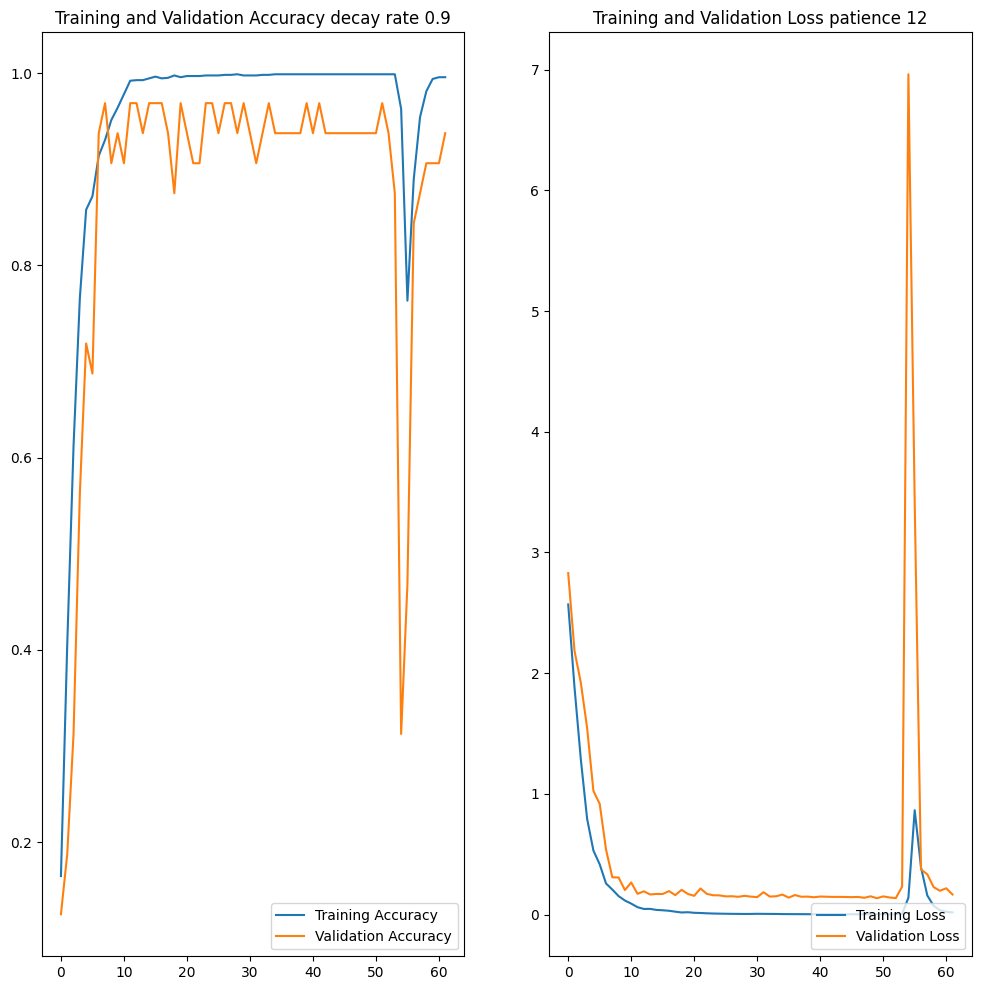 Training and Validation Accuracy decay rate 0.9
1.0
0.8
0.6
0.4
0.2
0 10 20 30 40 50 60
Training Accuracy
Validation Accuracy
Training and Validation Loss patience 12
7
6
5
4
3
2
1
0
0 10 20 30 40 50 60
Training Loss
Validation Loss